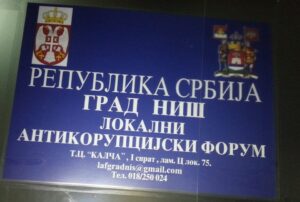 РЕПУБЛИКА СРБИЈА
ГРАД НИШ
ЛОКАЛНИ
АНТИКОРУПЦИЈСКИ ФОРУМ
Т.Ц. "КАЛЧА", I спрат, лам. Ц лок. 75.
lafgradnis@gmail.com
Тел. 018/250 024